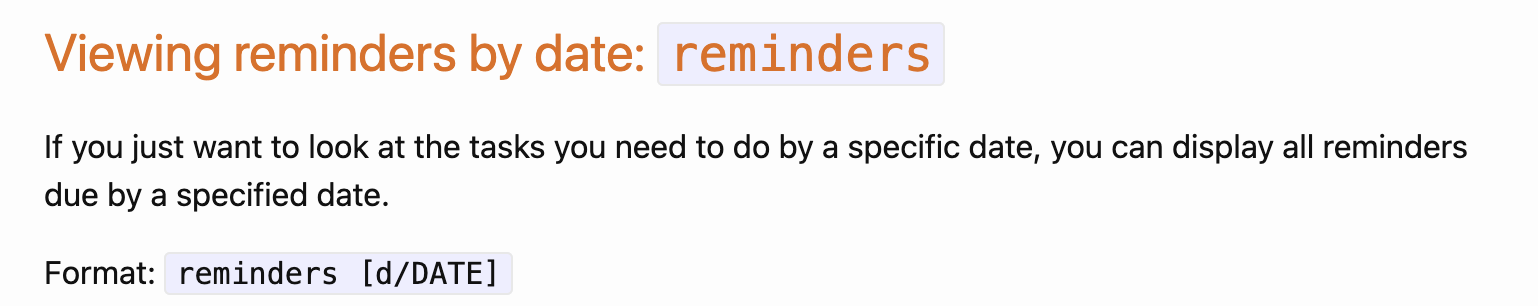 Viewing reminders by date: reminders
If you just want to look at the tasks you need to do by a specific date, you can display all reminders
due by a specified date.
Format: reminders [d/DATE]